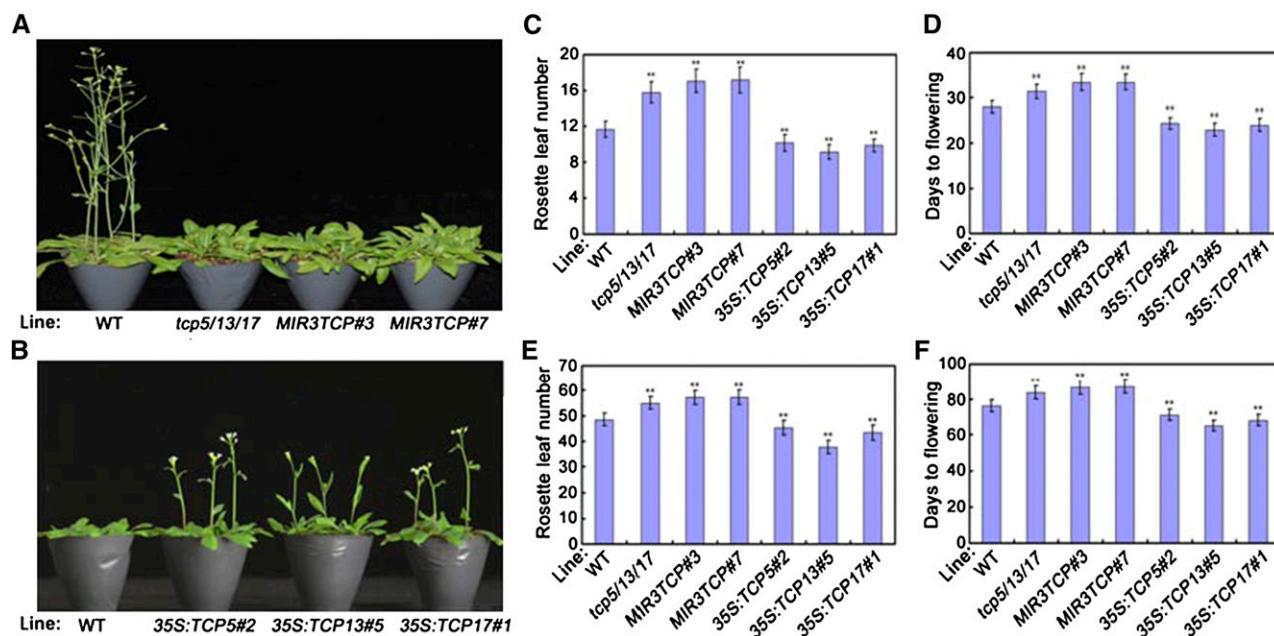 A
Line: WT tcp5/13/17 MIR3TCP#3 MIR3TCP#7
B
Line: WT 35S:TCP5#2 35S:TCP13#5 35S:TCP17#1
C
Rosette leaf number
20
16
12
8
4
0
** ** ** ** ** **
Line: WT tcp5/13/17 MIR3TCP#3 MIR3TCP#7 35S:TCP5#2 35S:TCP13#5 35S:TCP17#1
D
Days to flowering
40
30
20
10
0
** ** ** ** ** **
Line: WT tcp5/13/17 MIR3TCP#3 MIR3TCP#7 35S:TCP5#2 35S:TCP13#5 35S:TCP17#1
E
Rosette leaf number
70
60
50
40
30
20
10
0
** ** ** ** ** **
Line: WT tcp5/13/17 MIR3TCP#3 MIR3TCP#7 35S:TCP5#2 35S:TCP13#5 35S:TCP17#1
F
Days to flowering
100
80
60
40
20
0
** ** ** ** ** **
Line: WT tcp5/13/17 MIR3TCP#3 MIR3TCP#7 35S:TCP5#2 35S:TCP13#5 35S:TCP17#1